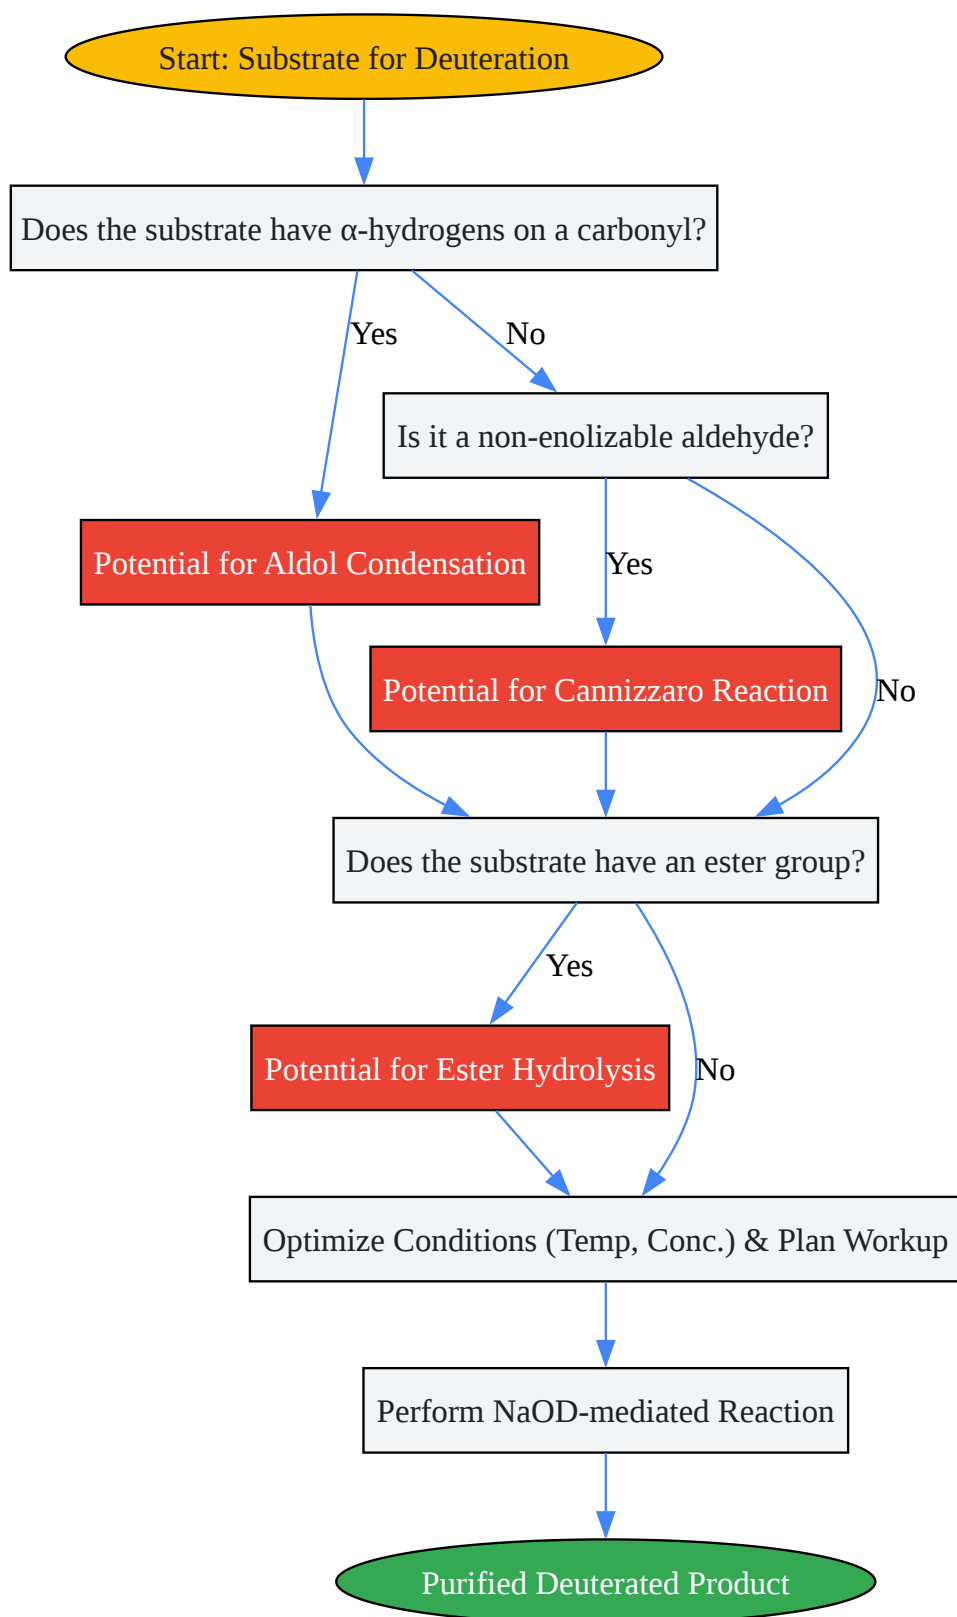 Start: Substrate for Deuteration
Does the substrate have α-hydrogens on a carbonyl?
Yes
No
Is it a non-enolizable aldehyde?
Potential for Aldol Condensation
Yes
Potential for Cannizzaro Reaction
No
Does the substrate have an ester group?
Yes
Potential for Ester Hydrolysis
No
Optimize Conditions (Temp, Conc.) & Plan Workup
Perform NaOD-mediated Reaction
Purified Deuterated Product